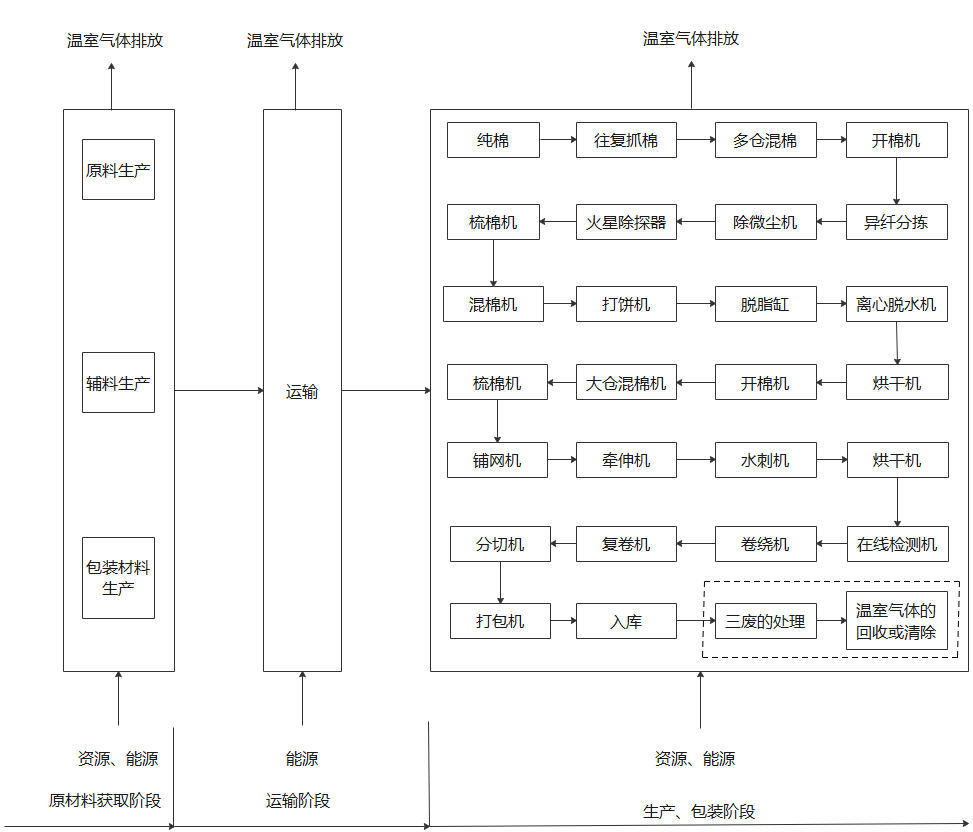 温室气体排放
温室气体排放
温室气体排放
原料生产
辅料生产
包装材料
生产
运输
纯棉
往复抓棉
多仓混棉
开棉机
梳棉机
火星除探器
除微尘机
异纤分拣
混棉机
打饼机
脱脂缸
离心脱水机
梳棉机
大仓混棉机
开棉机
烘干机
铺网机
牵伸机
水刺机
烘干机
分切机
复卷机
卷绕机
在线检测机
打包机
入库
三废的处理
温室气体的
回收或清除
资源、能源
能源
资源、能源
原材料获取阶段
运输阶段
生产、包装阶段